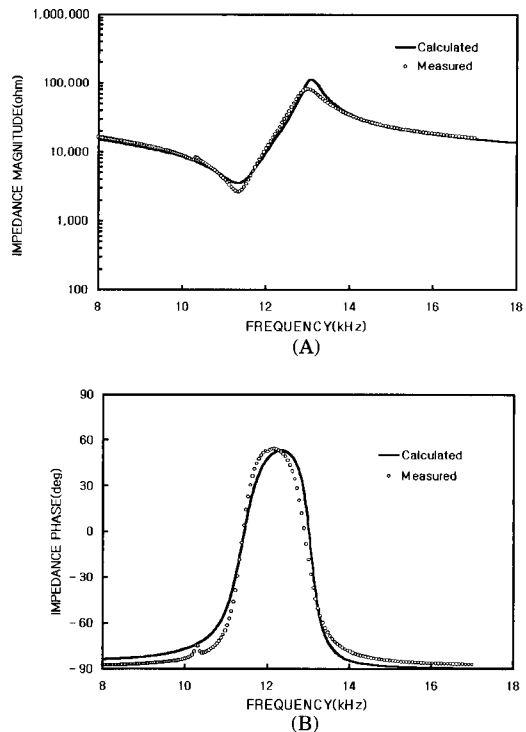 1,000,000
100,000
10,000
1,000
100
IMPEDANCE MAGNITUDE(ohm)
Calculated
Measured
8 10 12 14 16 18
FREQUENCY(kHz)
(A)
90
60
30
0
-30
-60
-90
IMPEDANCE PHASE(deg)
Calculated
Measured
8 10 12 14 16 18
FREQUENCY(kHz)
(B)